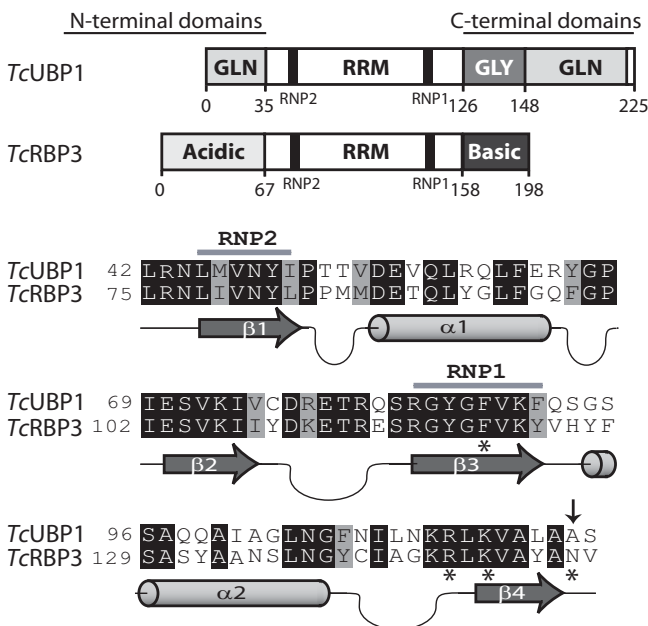 N-terminal domains C-terminal domains
TcUBP1 GLN RRM GLY GLN
0 35 RNP2 RNP1 126 148 225
TcRBP3 Acidic RRM Basic
0 67 RNP2 RNP1 158 198
RNP2
TcUBP1 42 LRNLMVNYIPTTVDEVQLRQLFERYGP
TcRBP3 75 LRNLIVNYLPPMMDETQLYGLFGQFGP
β1 α1
RNP1
TcUBP1 69 IESVKIVCDRETRQSRGYGFVKFQSGS
TcRBP3 102 IESVKIIYDKETRESRGYGFVKYVHYF
*
β2 β3
TcUBP1 96 SAQQAIAGLNGFNILNKRLKVALAAS
TcRBP3 129 SASYAANSLNGYCIAGKRLKVAYANV
* * *
α2 β4